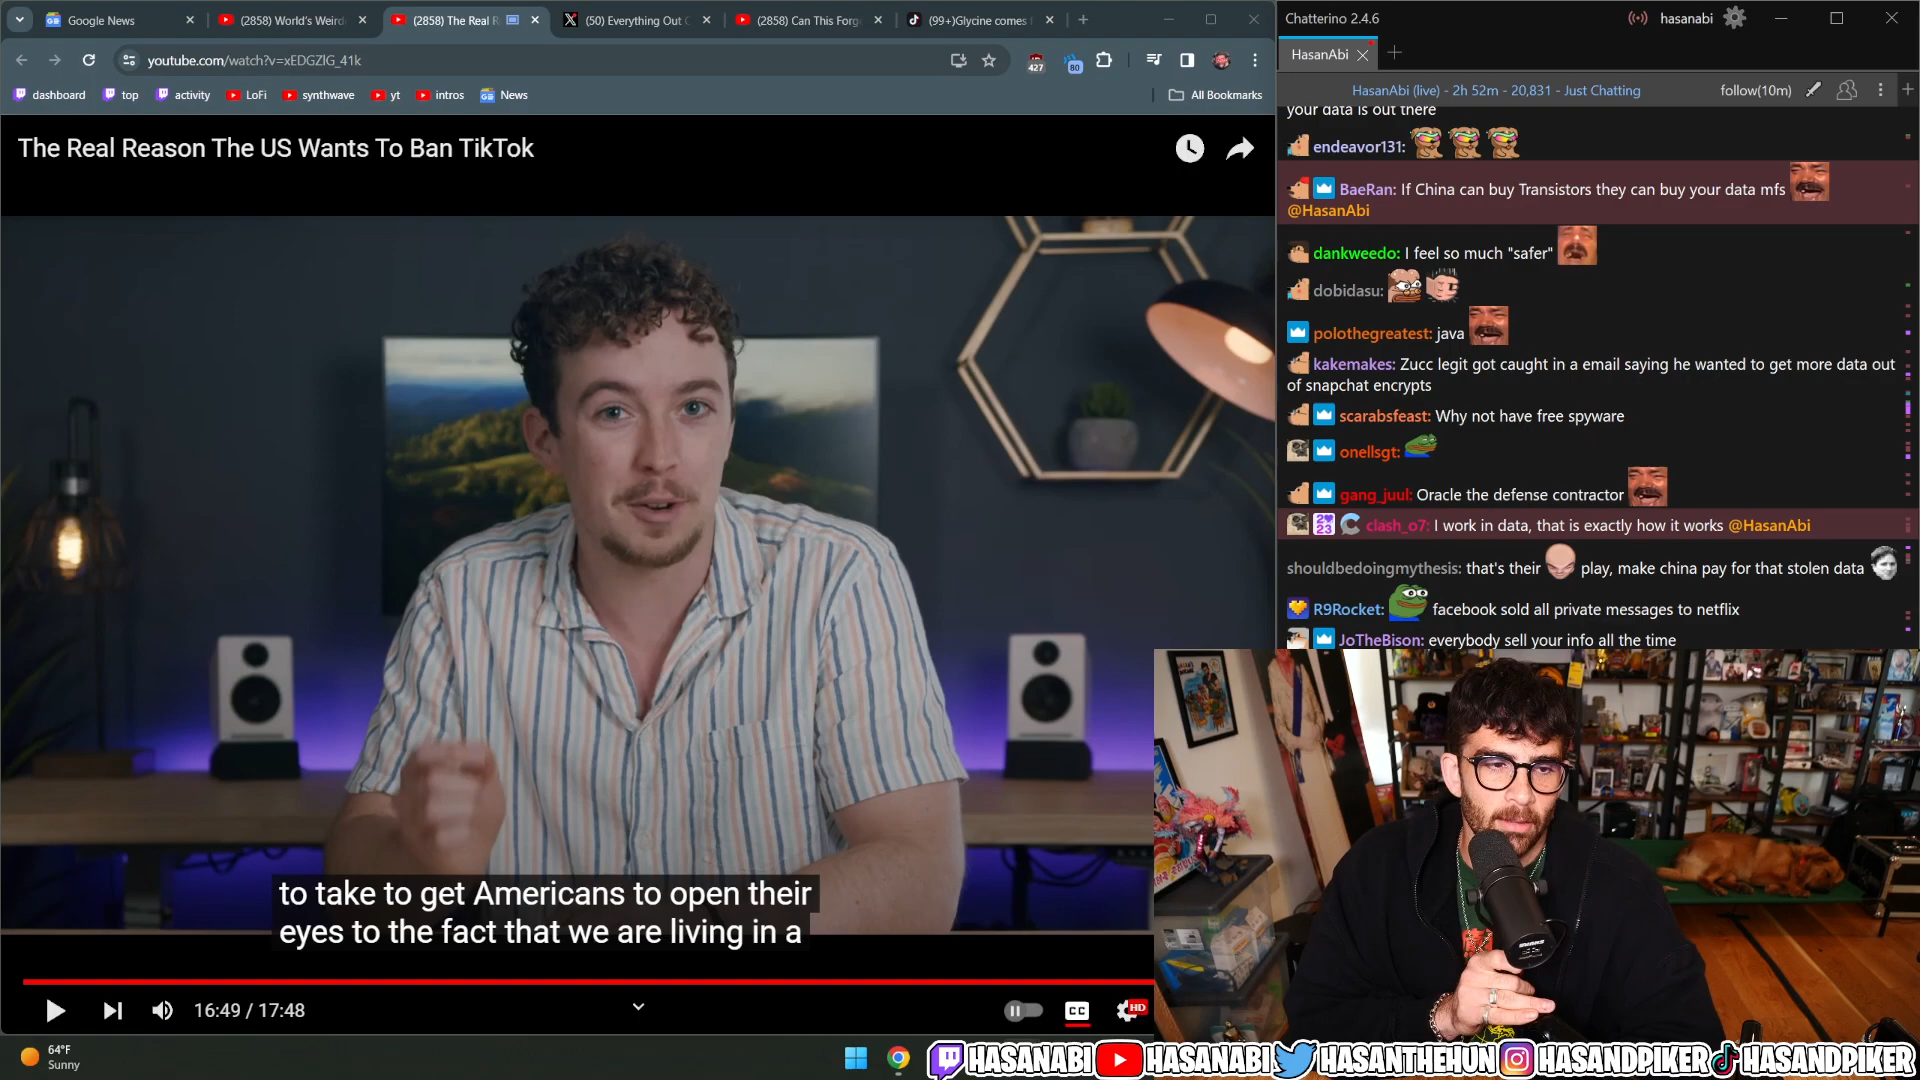 Google News
(2858) World's Weird
(2858) The Real R
(50) Everything Out C
(2858) Can This Forg
(99+)Glycine comes f
youtube.com/watch?v=xEDGZlG_41k
427
80
dashboard
top
activity
LoFi
synthwave
yt
intros
News
All Bookmarks
The Real Reason The US Wants To Ban TikTok
to take to get Americans to open their
eyes to the fact that we are living in a
16:49 / 17:48
CC
HD
64°F
Sunny
Chatterino 2.4.6
hasanabi
HasanAbi
HasanAbi (live) - 2h 52m - 20,831 - Just Chatting
follow(10m)
your data is out there
endeavor131:
BaeRan: If China can buy Transistors they can buy your data mfs
@HasanAbi
dankweedo: I feel so much "safer"
dobidasu:
polothegreatest: java
kakemakes: Zucc legit got caught in a email saying he wanted to get more data out
of snapchat encrypts
scarabsfeast: Why not have free spyware
onellsgt:
gang_juul: Oracle the defense contractor
clash_o7: I work in data, that is exactly how it works @HasanAbi
shouldbedoingmythesis: that's their play, make china pay for that stolen data
R9Rocket: facebook sold all private messages to netflix
JoTheBison: everybody sell your info all the time
HASANABI
HASANABI
HASANTHEHUN
HASANDPIKER
HASANDPIKER